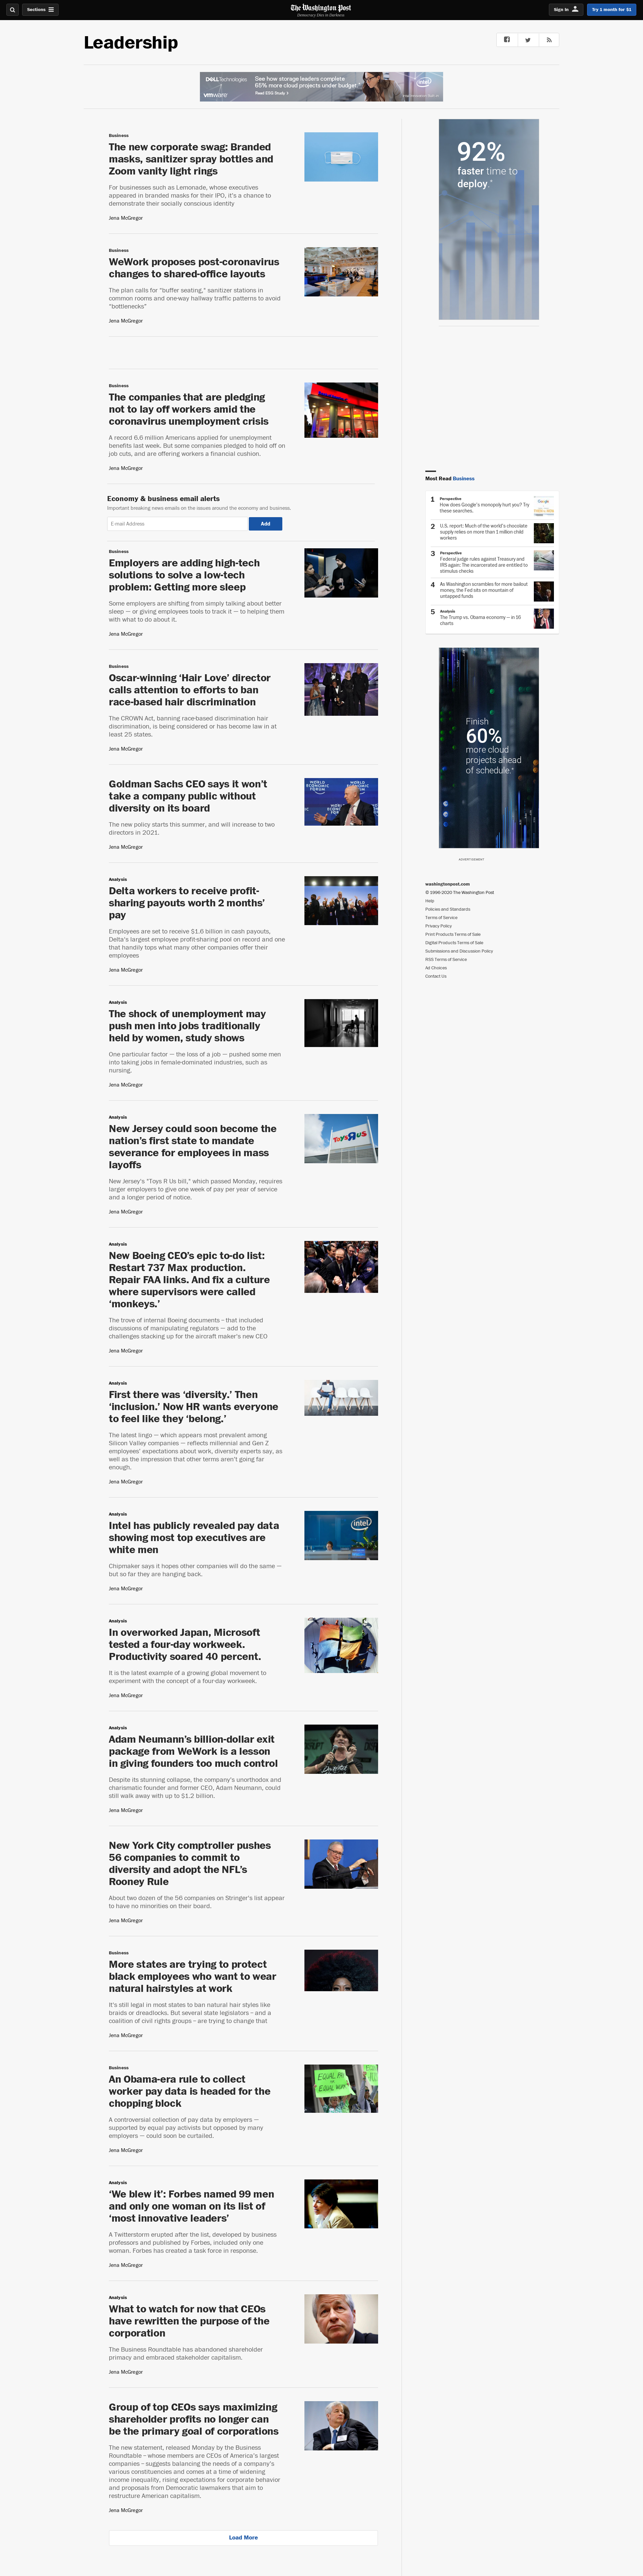 Sections
The Washington Post
Democracy Dies in Darkness
Sign In
Try 1 month for $1
Leadership
DELLTechnologies
vmware
See how storage leaders complete
66% more cloud projects under budget.*
Read ESG Study
intel
Business
The new corporate swag: Branded
masks, sanitizer spray bottles and
Zoom vanity light rings
For businesses such as Lemonade, whose executives
appeared in branded masks for their IPO, it's a chance to
demonstrate their socially conscious identity
Jena McGregor
Business
WeWork proposes post-coronavirus
changes to shared-office layouts
The plan calls for "buffer seating," sanitizer stations in
common rooms and one-way hallway traffic patterns to avoid
"bottlenecks"
Jena McGregor
Business
The companies that are pledging
not to lay off workers amid the
coronavirus unemployment crisis
A record 6.6 million Americans applied for unemployment
benefits last week. But some companies pledged to hold off on
job cuts, and are offering workers a financial cushion.
Jena McGregor
Economy & business email alerts
Important breaking news emails on the issues around the economy and business.
E-mail Address
Add
Business
Employers are adding high-tech
solutions to solve a low-tech
problem: Getting more sleep
Some employers are shifting from simply talking about better
sleep — or giving employees tools to track it — to helping them
with what to do about it.
Jena McGregor
Business
Oscar-winning ‘Hair Love’ director
calls attention to efforts to ban
race-based hair discrimination
The CROWN Act, banning race-based discrimination hair
discrimination, is being considered or has become law in at
least 25 states.
Jena McGregor
Goldman Sachs CEO says it won’t
take a company public without
diversity on its board
The new policy starts this summer, and will increase to two
directors in 2021.
Jena McGregor
WORLD ECONOMIC FORUM
Analysis
Delta workers to receive profit-
sharing payouts worth 2 months’
pay
Employees are set to receive $1.6 billion in cash payouts,
Delta's largest employee profit-sharing pool on record and one
that handily tops what many other companies offer their
employees
Jena McGregor
Analysis
The shock of unemployment may
push men into jobs traditionally
held by women, study shows
One particular factor — the loss of a job — pushed some men
into taking jobs in female-dominated industries, such as
nursing.
Jena McGregor
Analysis
New Jersey could soon become the
nation’s first state to mandate
severance for employees in mass
layoffs
New Jersey's "Toys R Us bill," which passed Monday, requires
larger employers to give one week of pay per year of service
and a longer period of notice.
Jena McGregor
TOYSRUS
Analysis
New Boeing CEO’s epic to-do list:
Restart 737 Max production.
Repair FAA links. And fix a culture
where supervisors were called
‘monkeys.’
The trove of internal Boeing documents – that included
discussions of manipulating regulators — add to the
challenges stacking up for the aircraft maker's new CEO
Jena McGregor
Analysis
First there was ‘diversity.’ Then
‘inclusion.’ Now HR wants everyone
to feel like they ‘belong.’
The latest lingo — which appears most prevalent among
Silicon Valley companies — reflects millennial and Gen Z
employees' expectations about work, diversity experts say, as
well as the impression that other terms aren't going far
enough.
Jena McGregor
Analysis
Intel has publicly revealed pay data
showing most top executives are
white men
Chipmaker says it hopes other companies will do the same —
but so far they are hanging back.
Jena McGregor
intel
Analysis
In overworked Japan, Microsoft
tested a four-day workweek.
Productivity soared 40 percent.
It is the latest example of a growing global movement to
experiment with the concept of a four-day workweek.
Jena McGregor
Analysis
Adam Neumann’s billion-dollar exit
package from WeWork is a lesson
in giving founders too much control
Despite its stunning collapse, the company's unorthodox and
charismatic founder and former CEO, Adam Neumann, could
still walk away with up to $1.2 billion.
Jena McGregor
New York City comptroller pushes
56 companies to commit to
diversity and adopt the NFL’s
Rooney Rule
About two dozen of the 56 companies on Stringer's list appear
to have no minorities on their board.
Jena McGregor
Business
More states are trying to protect
black employees who want to wear
natural hairstyles at work
It's still legal in most states to ban natural hair styles like
braids or dreadlocks. But several state legislators – and a
coalition of civil rights groups – are trying to change that
Jena McGregor
Business
An Obama-era rule to collect
worker pay data is headed for the
chopping block
A controversial collection of pay data by employers —
supported by equal pay activists but opposed by many
employers — could soon be curtailed.
Jena McGregor
EQUAL PAY
EQUAL WORK
Analysis
‘We blew it’: Forbes named 99 men
and only one woman on its list of
‘most innovative leaders’
A Twitterstorm erupted after the list, developed by business
professors and published by Forbes, included only one
woman. Forbes has created a task force in response.
Jena McGregor
Analysis
What to watch for now that CEOs
have rewritten the purpose of the
corporation
The Business Roundtable has abandoned shareholder
primacy and embraced stakeholder capitalism.
Jena McGregor
Group of top CEOs says maximizing
shareholder profits no longer can
be the primary goal of corporations
The new statement, released Monday by the Business
Roundtable – whose members are CEOs of America's largest
companies – suggests balancing the needs of a company's
various constituencies and comes at a time of widening
income inequality, rising expectations for corporate behavior
and proposals from Democratic lawmakers that aim to
restructure American capitalism.
Jena McGregor
Load More
92%
faster time to
deploy.*
Most Read Business
1 Perspective
How does Google's monopoly hurt you? Try
these searches.
2 U.S. report: Much of the world's chocolate
supply relies on more than 1 million child
workers
3 Perspective
Federal judge rules against Treasury and
IRS again: The incarcerated are entitled to
stimulus checks
4 As Washington scrambles for more bailout
money, the Fed sits on mountain of
untapped funds
5 Analysis
The Trump vs. Obama economy — in 16
charts
Finish
60%
more cloud
projects ahead
of schedule.*
ADVERTISEMENT
washingtonpost.com
© 1996-2020 The Washington Post
Help
Policies and Standards
Terms of Service
Privacy Policy
Print Products Terms of Sale
Digital Products Terms of Sale
Submissions and Discussion Policy
RSS Terms of Service
Ad Choices
Contact Us